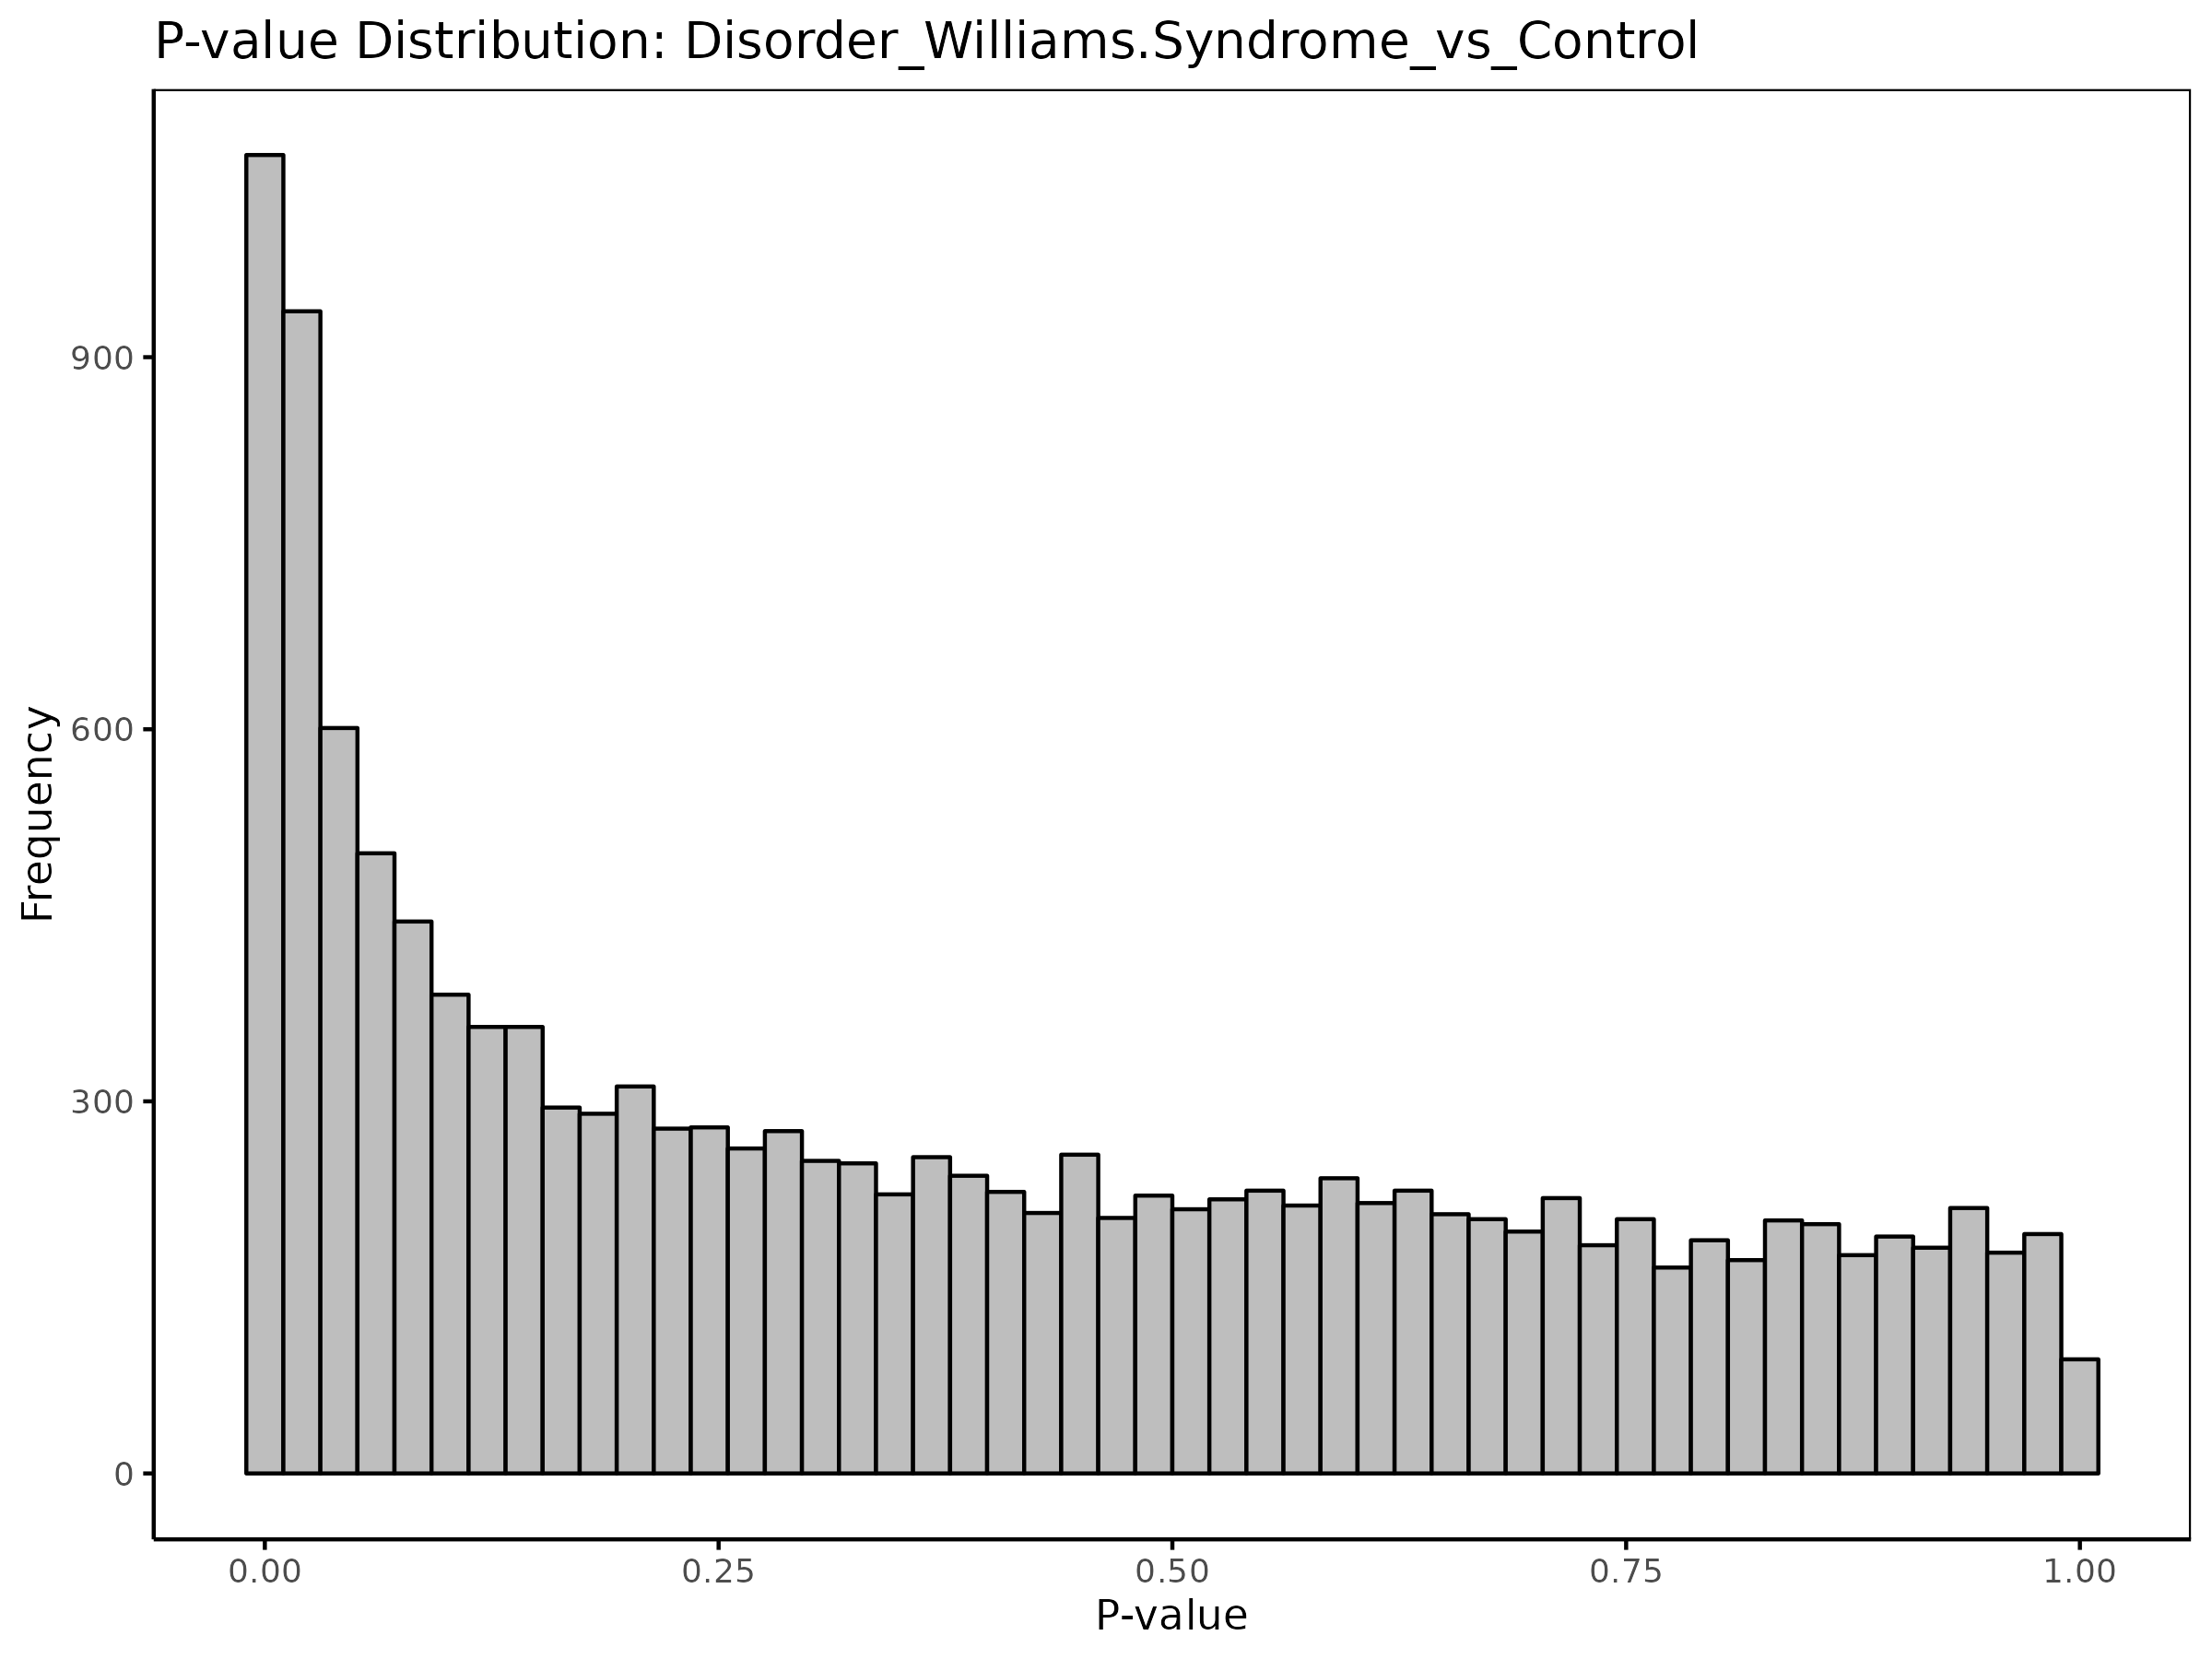 P-value Distribution: Disorder_Williams.Syndrome_vs_Control
Frequency
900
600
300
0
0.00 0.25 0.50 0.75 1.00
P-value